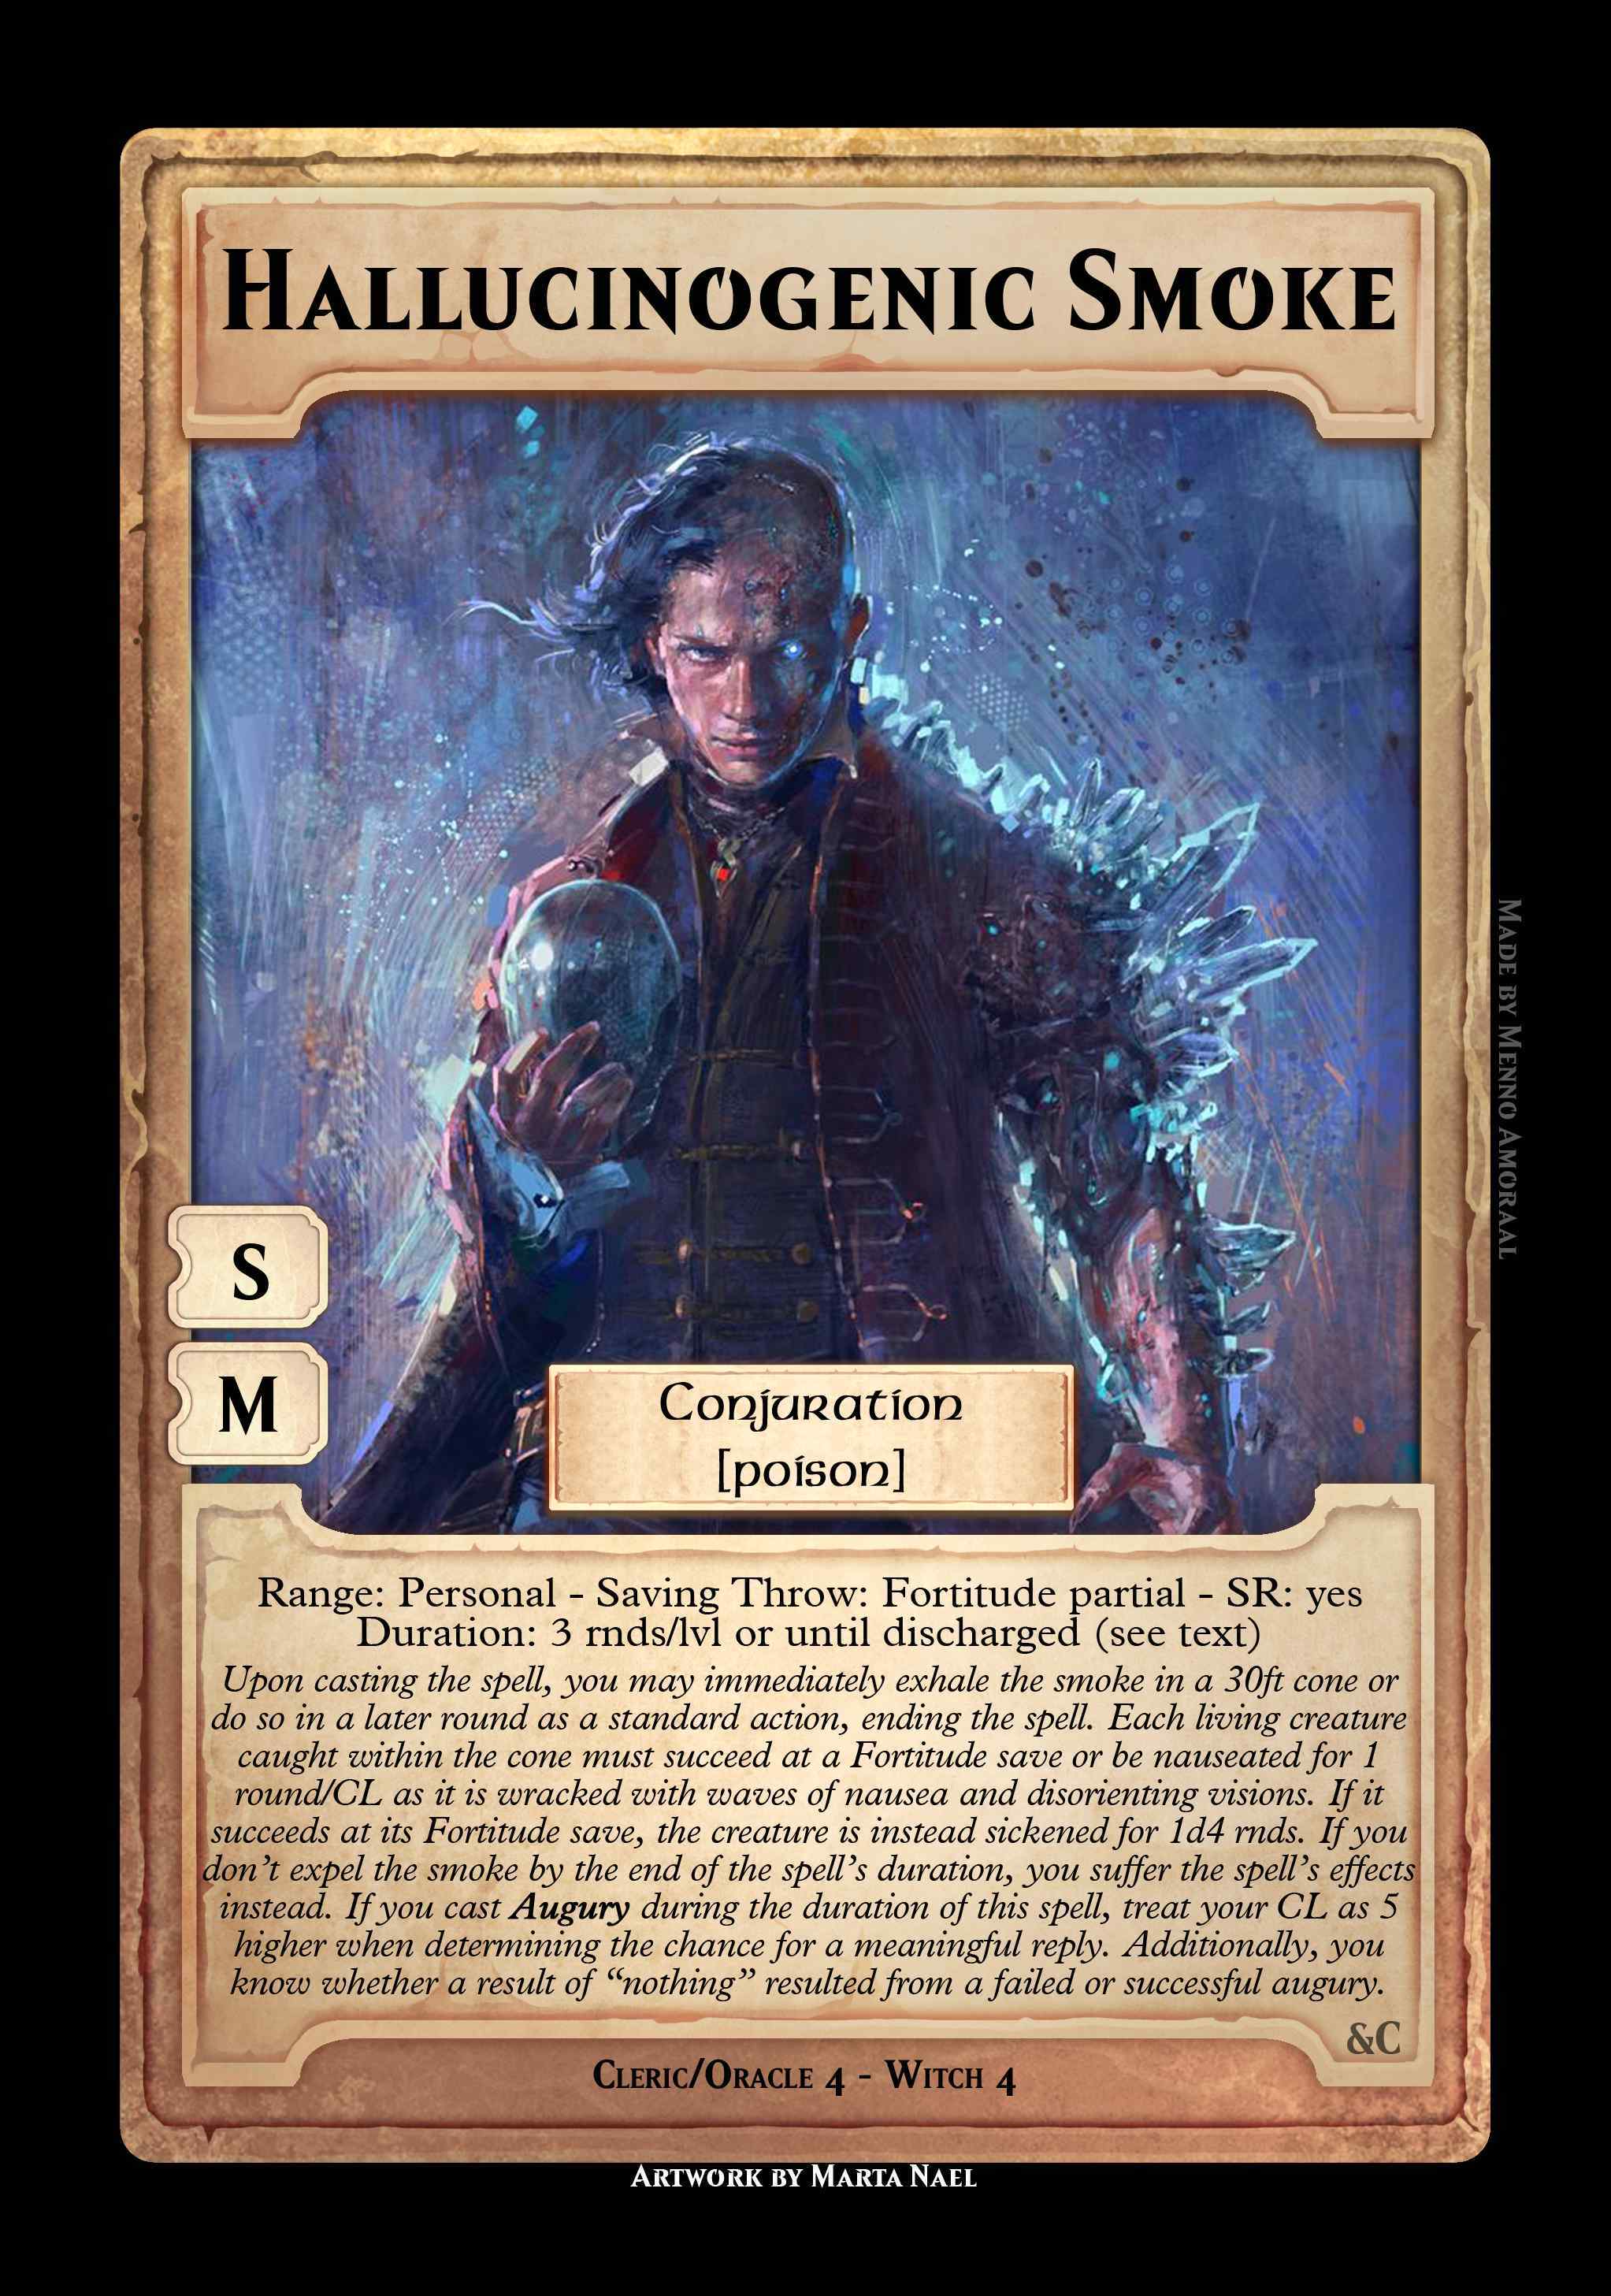 Hallucinogenic Smoke
S
M
Conjuration
[poison]
Range: Personal - Saving Throw: Fortitude partial - SR: yes
Duration: 3 rnds/lvl or until discharged (see text)
Upon casting the spell, you may immediately exhale the smoke in a 30ft cone or
do so in a later round as a standard action, ending the spell. Each living creature
caught within the cone must succeed at a Fortitude save or be nauseated for 1
round/CL as it is wracked with waves of nausea and disorienting visions. If it
succeeds at its Fortitude save, the creature is instead sickened for 1d4 rnds. If you
don’t expel the smoke by the end of the spell’s duration, you suffer the spell’s effects
instead. If you cast Augury during the duration of this spell, treat your CL as 5
higher when determining the chance for a meaningful reply. Additionally, you
know whether a result of “nothing” resulted from a failed or successful augury.
&C
Cleric/Oracle 4 - Witch 4
Artwork by Marta Nael
Made by Menno Amoraal